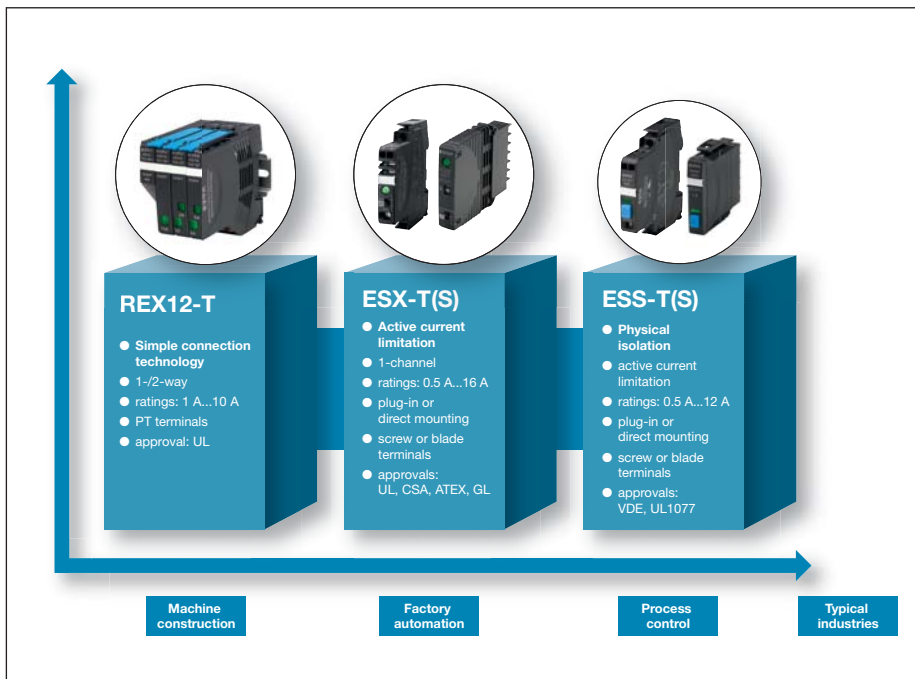 REX12-T
● Simple connection
technology
● 1-/2-way
● ratings: 1 A...10 A
● PT terminals
● approval: UL
ESX-T(S)
● Active current
limitation
● 1-channel
● ratings: 0.5 A...16 A
● plug-in or
direct mounting
● screw or blade
terminals
● approvals:
UL, CSA, ATEX, GL
ESS-T(S)
● Physical
isolation
● active current
limitation
● ratings: 0.5 A...12 A
● plug-in or
direct mounting
● screw or blade
terminals
● approvals:
VDE, UL1077
Machine
construction
Factory
automation
Process
control
Typical
industries